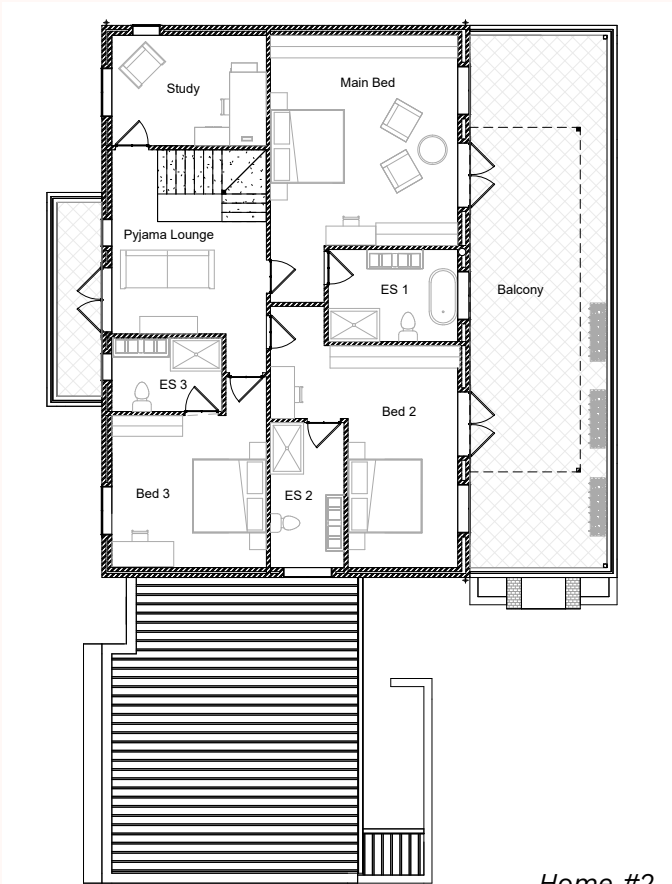 Study
Main Bed
Pyjama Lounge
ES 1
Balcony
ES 3
Bed 2
Bed 3
ES 2
Home #2